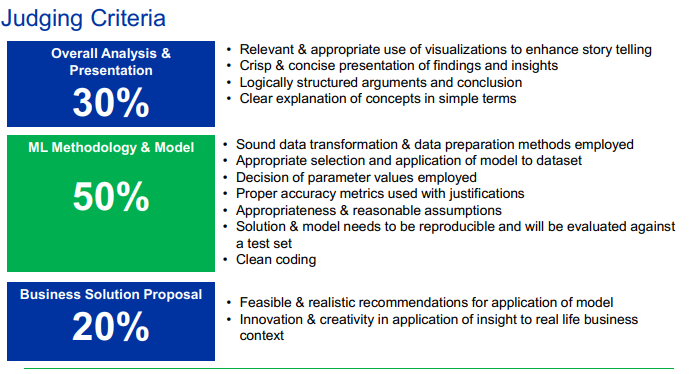 Judging Criteria
Overall Analysis &
Presentation
30%
• Relevant & appropriate use of visualizations to enhance story telling
• Crisp & concise presentation of findings and insights
• Logically structured arguments and conclusion
• Clear explanation of concepts in simple terms
ML Methodology & Model
50%
• Sound data transformation & data preparation methods employed
• Appropriate selection and application of model to dataset
• Decision of parameter values employed
• Proper accuracy metrics used with justifications
• Appropriateness & reasonable assumptions
• Solution & model needs to be reproducible and will be evaluated against
a test set
• Clean coding
Business Solution Proposal
20%
• Feasible & realistic recommendations for application of model
• Innovation & creativity in application of insight to real life business
context